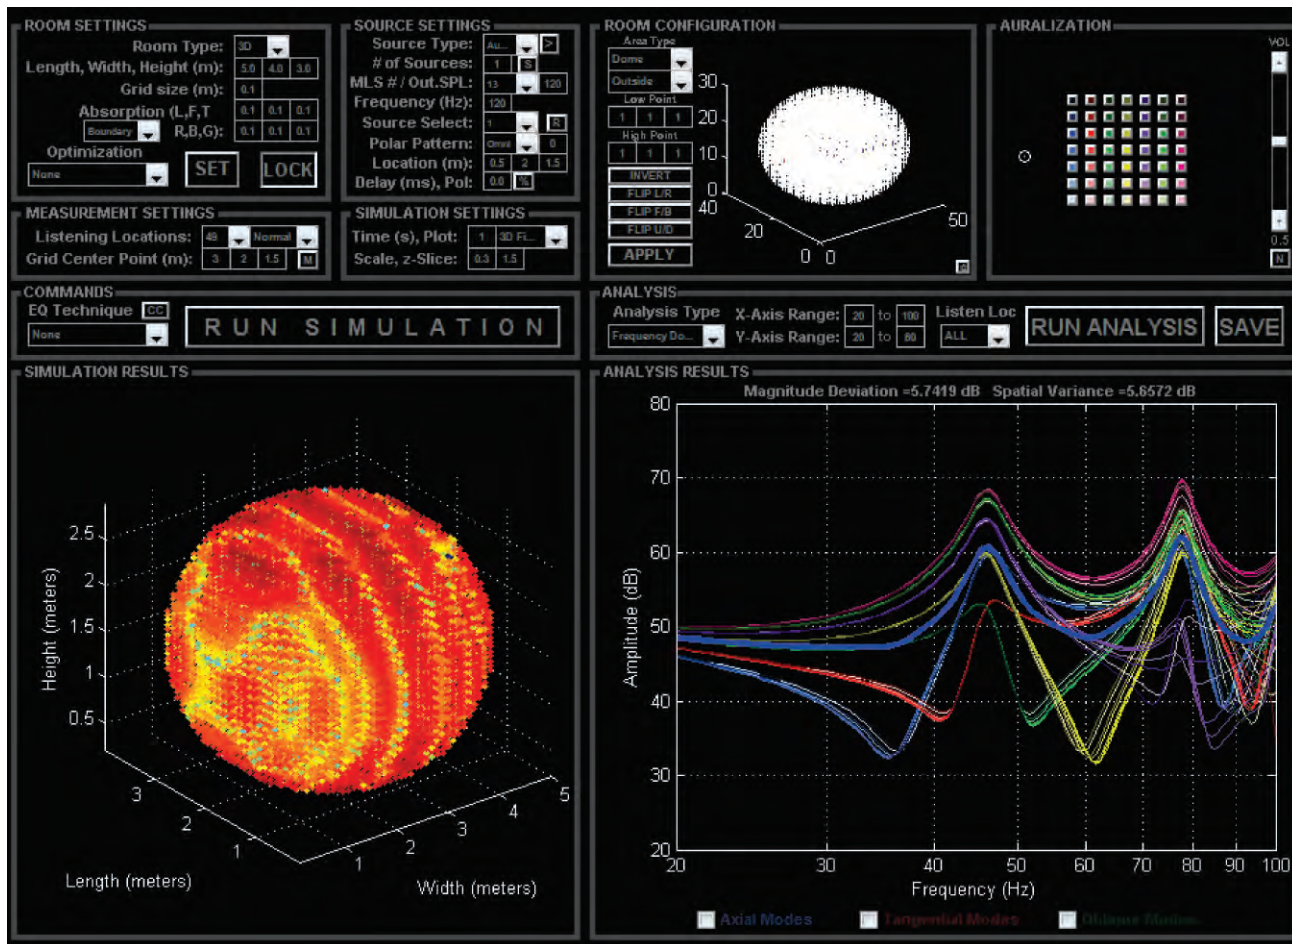 ROOM SETTINGS
Room Type: 3D
Length, Width, Height (m): 5.0 4.0 3.0
Grid size (m): 0.1
Absorption (L,F,T 0.1 0.1 0.1
Boundary R,B,G): 0.1 0.1 0.1
Optimization
None
SET LOCK
SOURCE SETTINGS
Source Type: Au... >
# of Sources: 1 S
MLS # / Out.SPL: 13 120
Frequency (Hz): 120
Source Select: 1 R
Polar Pattern: Omni 0
Location (m): 0.5 2 1.5
Delay (ms), Pol: 0.0 %
ROOM CONFIGURATION
Area Type
Dome
Outside
Low Point
1 1 1
High Point
1 1 1
INVERT
FLIP L/R
FLIP F/B
FLIP U/D
APPLY
30
20
10
0
40
20
0 0
50
AURALIZATION
VOL
0.5
N
MEASUREMENT SETTINGS
Listening Locations: 49 Normal
Grid Center Point (m): 3 2 1.5 M
SIMULATION SETTINGS
Time (s), Plot: 1 3D Fi...
Scale, z-Slice: 0.3 1.5
COMMANDS
EQ Technique CC
None
RUN SIMULATION
ANALYSIS
Analysis Type
Frequency Do...
X-Axis Range: 20 to 100
Y-Axis Range: 20 to 80
Listen Loc
ALL
RUN ANALYSIS SAVE
SIMULATION RESULTS
Height (meters)
2.5
2
1.5
1
0.5
3
2
1
1
2
3
4
5
Length (meters)
Width (meters)
ANALYSIS RESULTS
Magnitude Deviation =5.7419 dB Spatial Variance =5.6572 dB
Amplitude (dB)
80
70
60
50
40
30
20
20 30 40 50 60 70 80 90 100
Frequency (Hz)
Axial Modes Tangential Modes Oblique Modes